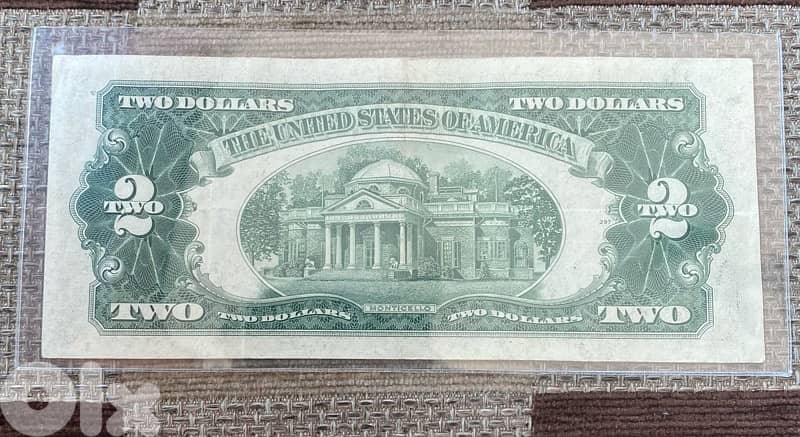 TWO DOLLARS TWO DOLLARS
THE UNITED STATES OF AMERICA
2 2
TWO TWO
MONTICELLO
TWO TWO DOLLARS TWO DOLLARS TWO
OLX